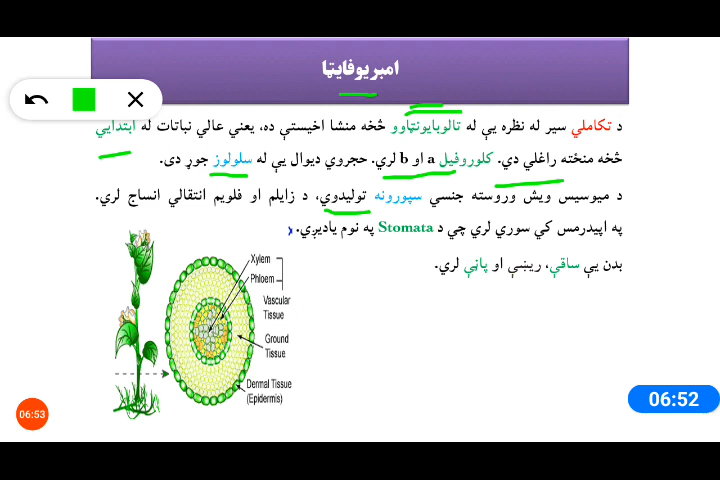 امبریوفایټا
د تکاملي سیر له نظره یې له تالوبایونټاوو څخه منشا اخیستې ده، یعني عالي نباتات له ابتدایي
څخه منځته راغلي دي. کلوروفیل a او b لري. حجروي دیوال یې له سلولوز جوړ دی.
د میوسیس ویش وروسته جنسي سپورونه تولیدوي، د زایلم او فلویم انتقالي انساج لري.
په اپیدرمس کې سوري لري چې د Stomata په نوم یادیږي.
بدن یې ساقې، ریښې او پاڼې لري.
Xylem
Phloem
Vascular
Tissue
Ground
Tissue
Dermal Tissue
(Epidermis)
06:53
06:52